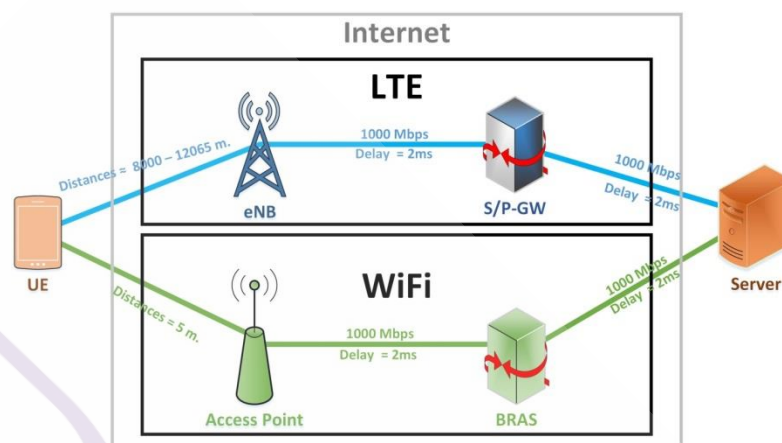 Internet
LTE
Distances = 8000 – 12065 m.
1000 Mbps
Delay = 2ms
1000 Mbps
Delay = 2ms
eNB
S/P-GW
UE
Server
WiFi
Distances = 5 m.
1000 Mbps
Delay = 2ms
1000 Mbps
Delay = 2ms
Access Point
BRAS